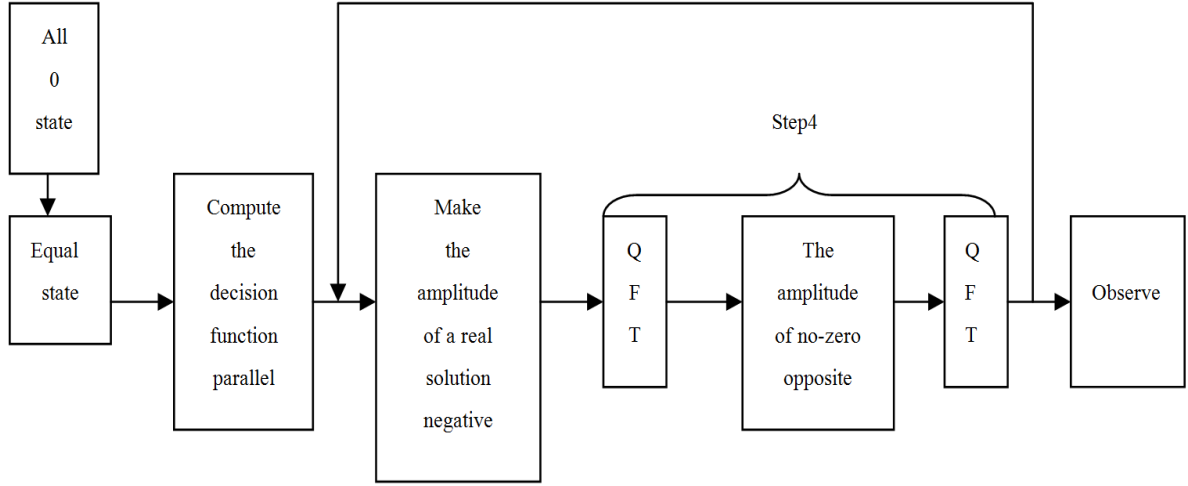 All
0
state
Equal
state
Compute
the
decision
function
parallel
Make
the
amplitude
of a real
solution
negative
Step4
Q
F
T
The
amplitude
of no-zero
opposite
Q
F
T
Observe